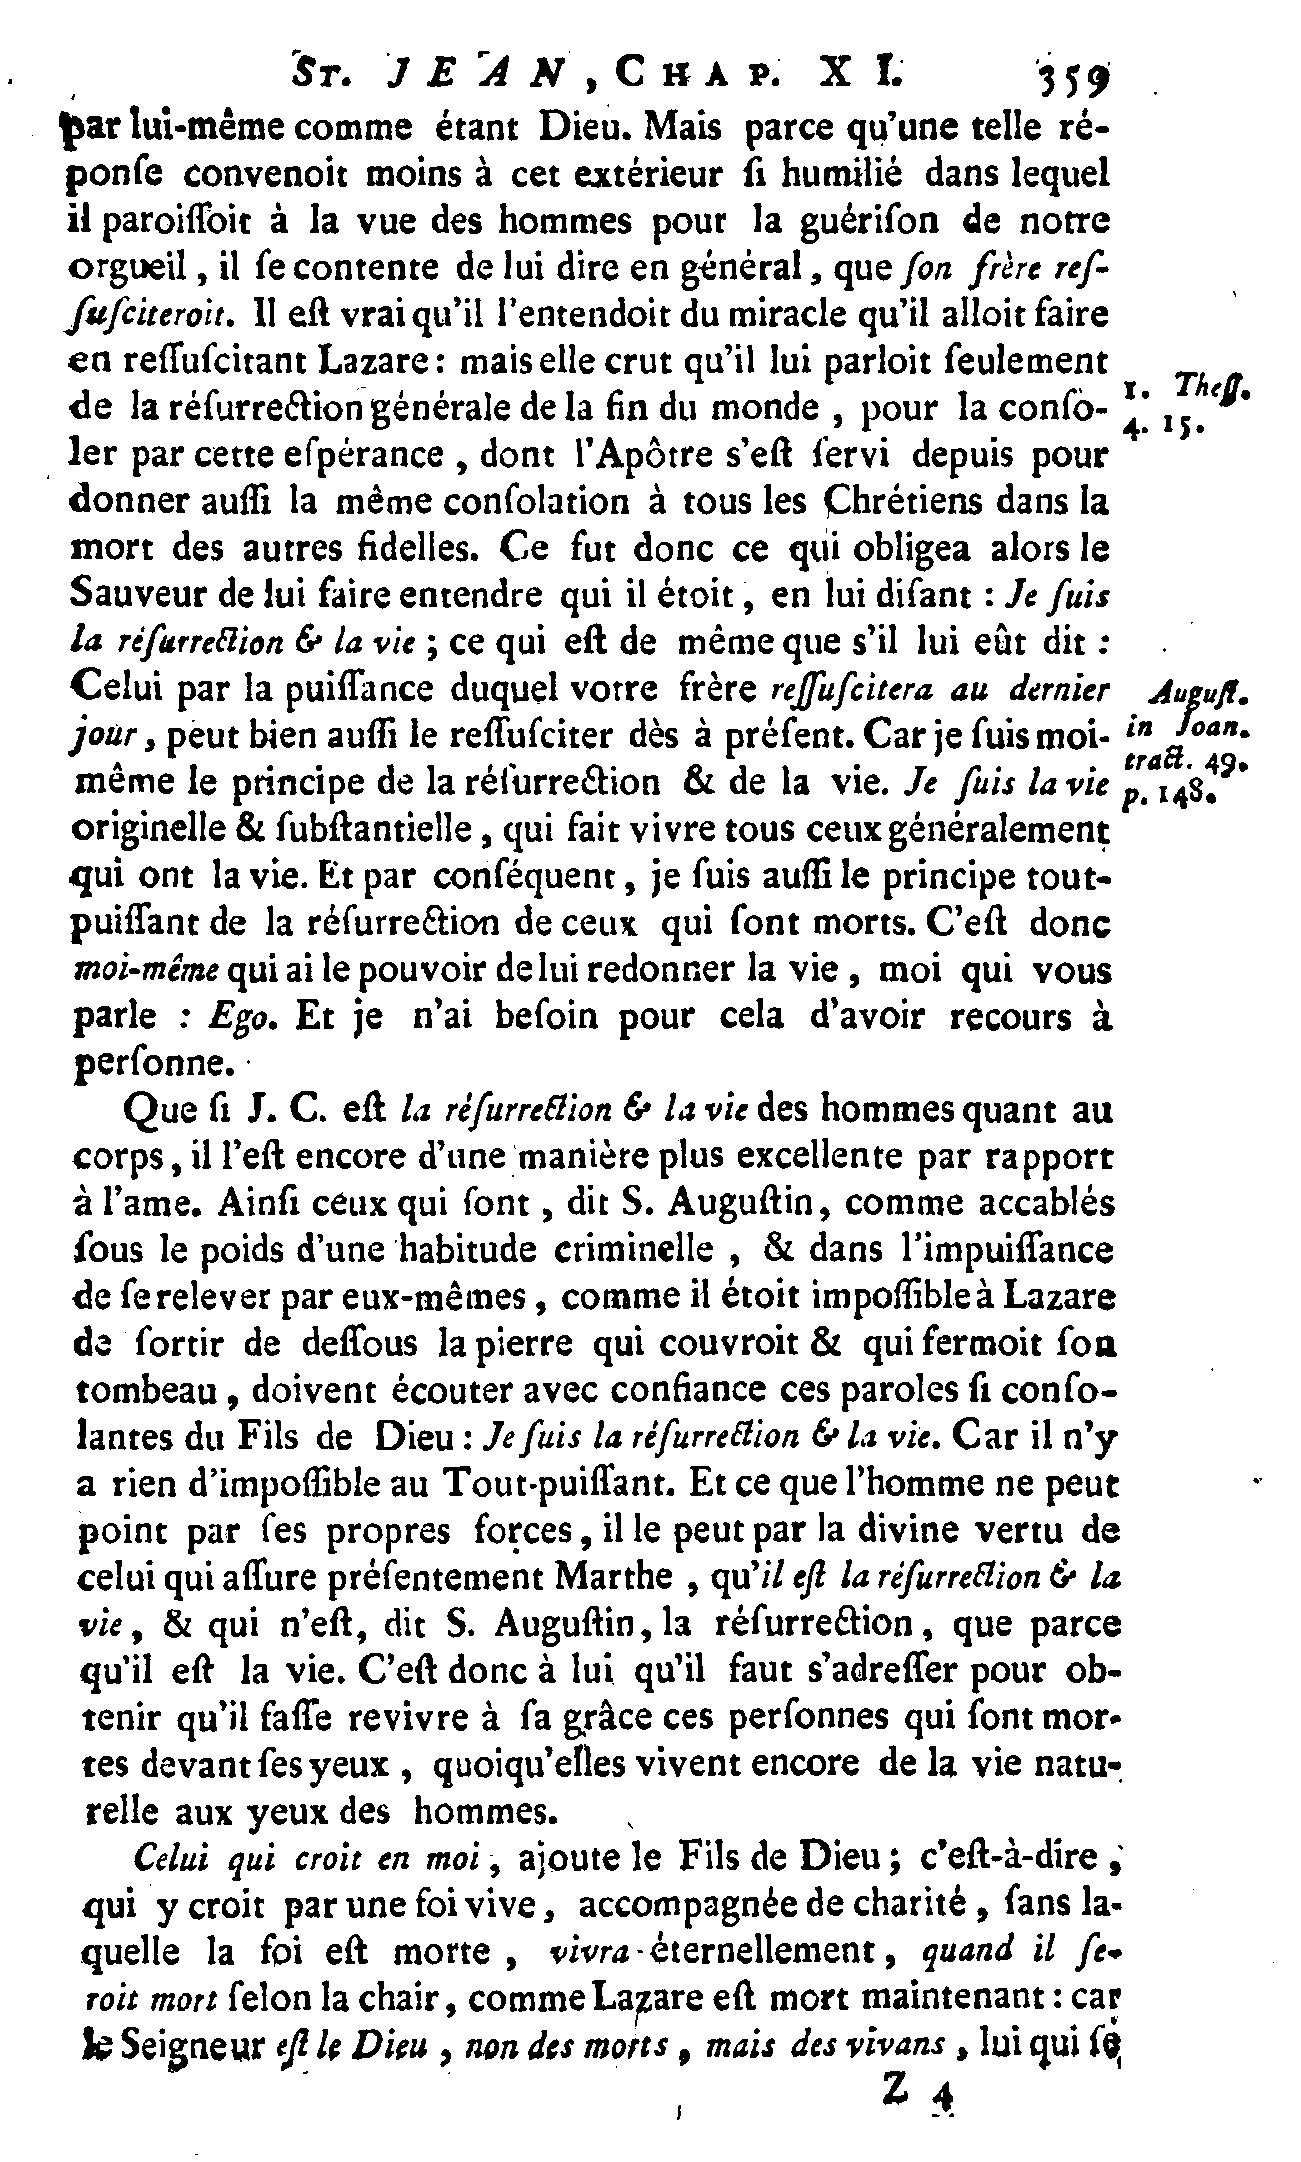 St. JEAN, CHAP. XI. 359
par lui-même comme étant Dieu. Mais parce qu'une telle ré-
ponſe convenoit moins à cet extérieur ſi humilié dans lequel
il paroiſſoit à la vue des hommes pour la guériſon de notre
orgueil, il ſe contente de lui dire en général, que ſon frère reſ-
ſuſciteroit. Il eſt vrai qu'il l'entendoit du miracle qu'il alloit faire
en reſſuſcitant Lazare: mais elle crut qu'il lui parloit ſeulement
de la réſurrection générale de la fin du monde, pour la conſo-
1. Theſſ.
4. 15.
ler par cette eſpérance, dont l'Apôtre s'eſt ſervi depuis pour
donner auſſi la même conſolation à tous les Chrétiens dans la
mort des autres fidelles. Ce fut donc ce qui obligea alors le
Sauveur de lui faire entendre qui il étoit, en lui diſant : Je ſuis
la réſurrection & la vie ; ce qui eſt de même que s'il lui eût dit :
Celui par la puiſſance duquel votre frère reſſuſcitera au dernier
jour, peut bien auſſi le reſſuſciter dès à préſent. Car je ſuis moi-
même le principe de la réſurrection & de la vie. Je ſuis la vie
Auguſt.
in Joan.
tract. 49.
p. 148.
originelle & ſubſtantielle, qui fait vivre tous ceux généralement
qui ont la vie. Et par conſéquent, je ſuis auſſi le principe tout-
puiſſant de la réſurrection de ceux qui ſont morts. C'eſt donc
moi-même qui ai le pouvoir de lui redonner la vie, moi qui vous
parle : Ego. Et je n'ai beſoin pour cela d'avoir recours à
perſonne.
Que ſi J. C. eſt la réſurrection & la vie des hommes quant au
corps, il l'eſt encore d'une manière plus excellente par rapport
à l'ame. Ainſi ceux qui ſont, dit S. Auguſtin, comme accablés
ſous le poids d'une habitude criminelle, & dans l'impuiſſance
de ſe relever par eux-mêmes, comme il étoit impoſſible à Lazare
de ſortir de deſſous la pierre qui couvroit & qui fermoit ſon
tombeau, doivent écouter avec confiance ces paroles ſi conſo-
lantes du Fils de Dieu : Je ſuis la réſurrection & la vie. Car il n'y
a rien d'impoſſible au Tout-puiſſant. Et ce que l'homme ne peut
point par ſes propres forces, il le peut par la divine vertu de
celui qui aſſure préſentement Marthe, qu'il eſt la réſurrection & la
vie, & qui n'eſt, dit S. Auguſtin, la réſurrection, que parce
qu'il eſt la vie. C'eſt donc à lui qu'il faut s'adreſſer pour ob-
tenir qu'il faſſe revivre à ſa grâce ces perſonnes qui ſont mor-
tes devant ſes yeux, quoiqu'elles vivent encore de la vie natu-
relle aux yeux des hommes.
Celui qui croit en moi, ajoute le Fils de Dieu ; c'eſt-à-dire,
qui y croit par une foi vive, accompagnée de charité, ſans la-
quelle la foi eſt morte, vivra éternellement, quand il ſe-
roit mort ſelon la chair, comme Lazare eſt mort maintenant : car
le Seigneur eſt le Dieu, non des morts, mais des vivans, lui qui ſe
Z 4